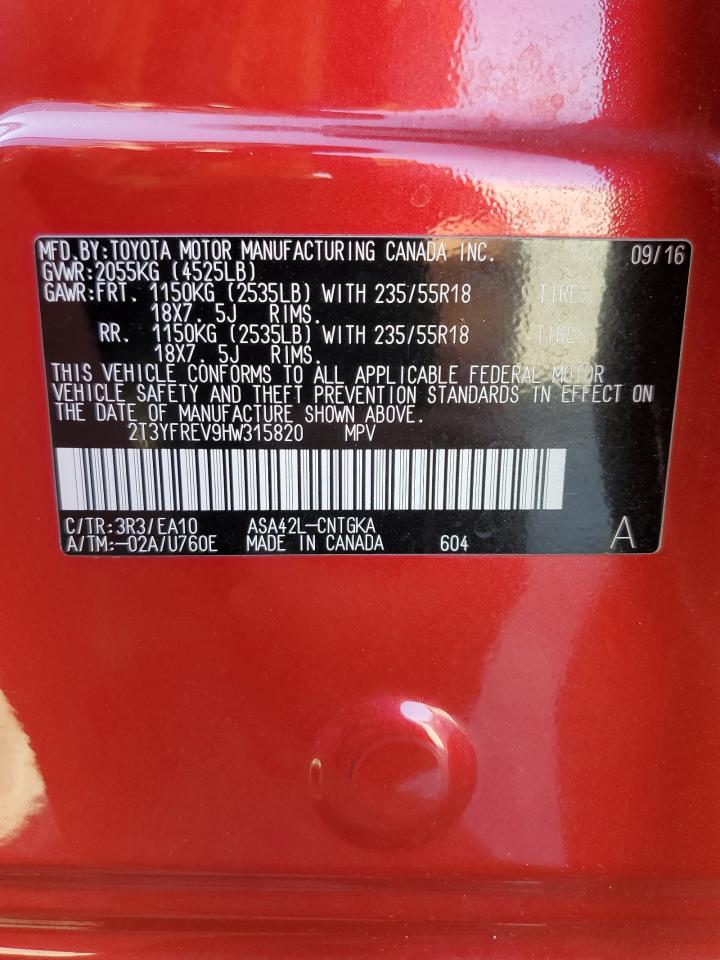 MFD.BY:TOYOTA MOTOR MANUFACTURING CANADA INC. 09/16
GVWR:2055KG (4525LB)
GAWR:FRT. 1150KG (2535LB) WITH 235/55R18 TIRES,
18X7. 5J RIMS.
RR. 1150KG (2535LB) WITH 235/55R18 TIRES,
18X7. 5J RIMS.
THIS VEHICLE CONFORMS TO ALL APPLICABLE FEDERAL MOTOR
VEHICLE SAFETY AND THEFT PREVENTION STANDARDS IN EFFECT ON
THE DATE OF MANUFACTURE SHOWN ABOVE.
2T3YFREV9HW315820 MPV
C/TR:3R3/EA10 ASA42L-CNTGKA
A/TM:-02A/U760E MADE IN CANADA 604 A